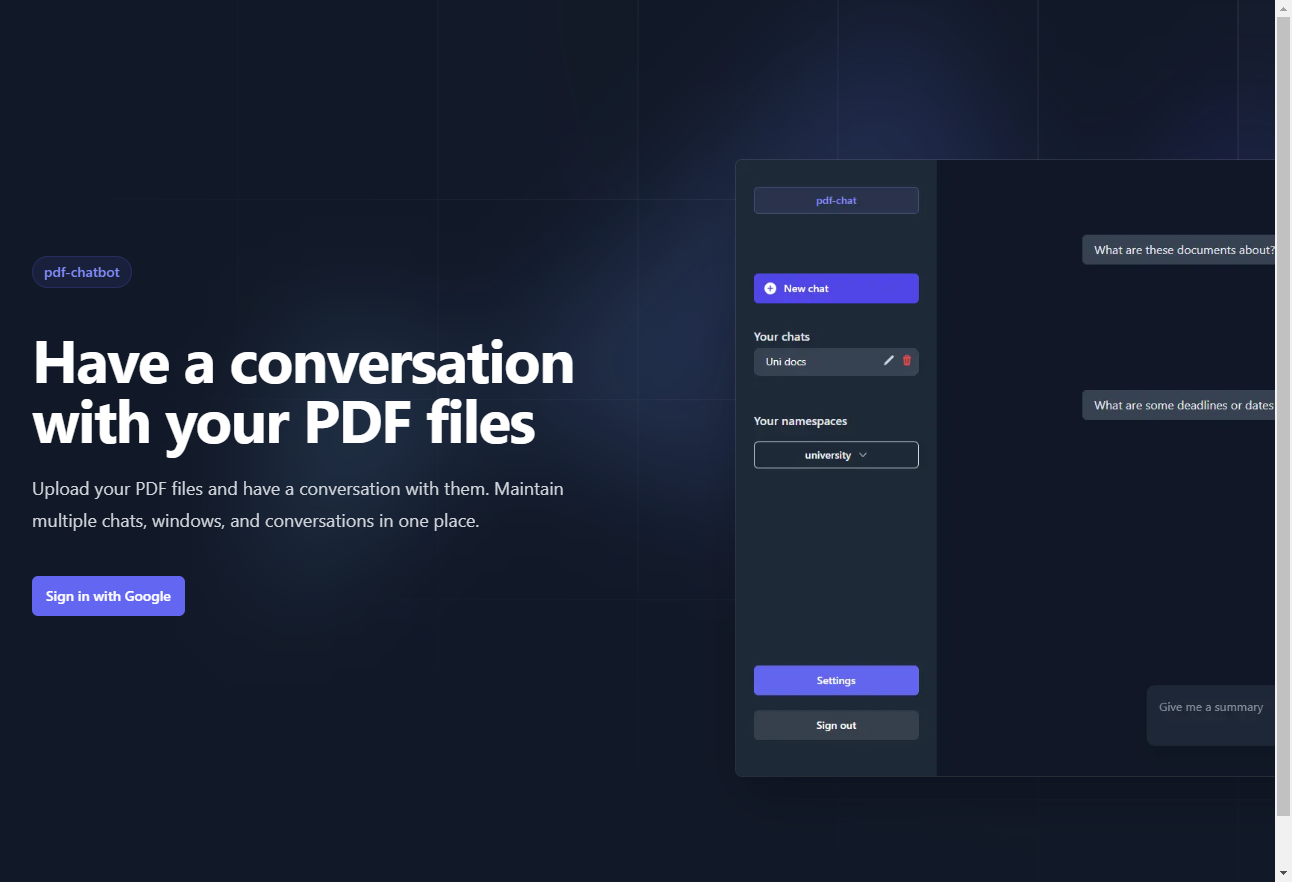 pdf-chatbot
Have a conversation
with your PDF files
Upload your PDF files and have a conversation with them. Maintain
multiple chats, windows, and conversations in one place.
Sign in with Google
pdf-chat
New chat
Your chats
Uni docs
Your namespaces
university
Settings
Sign out
What are these documents about?
What are some deadlines or dates
Give me a summary